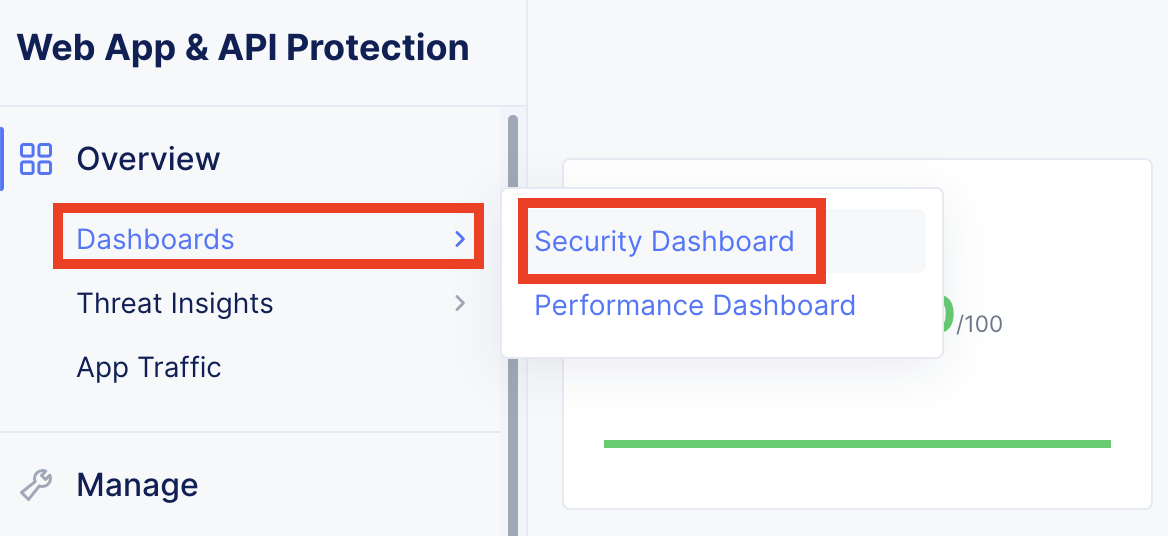 Web App & API Protection
Overview
Dashboards
Threat Insights
App Traffic
Manage
Security Dashboard
Performance Dashboard
/100